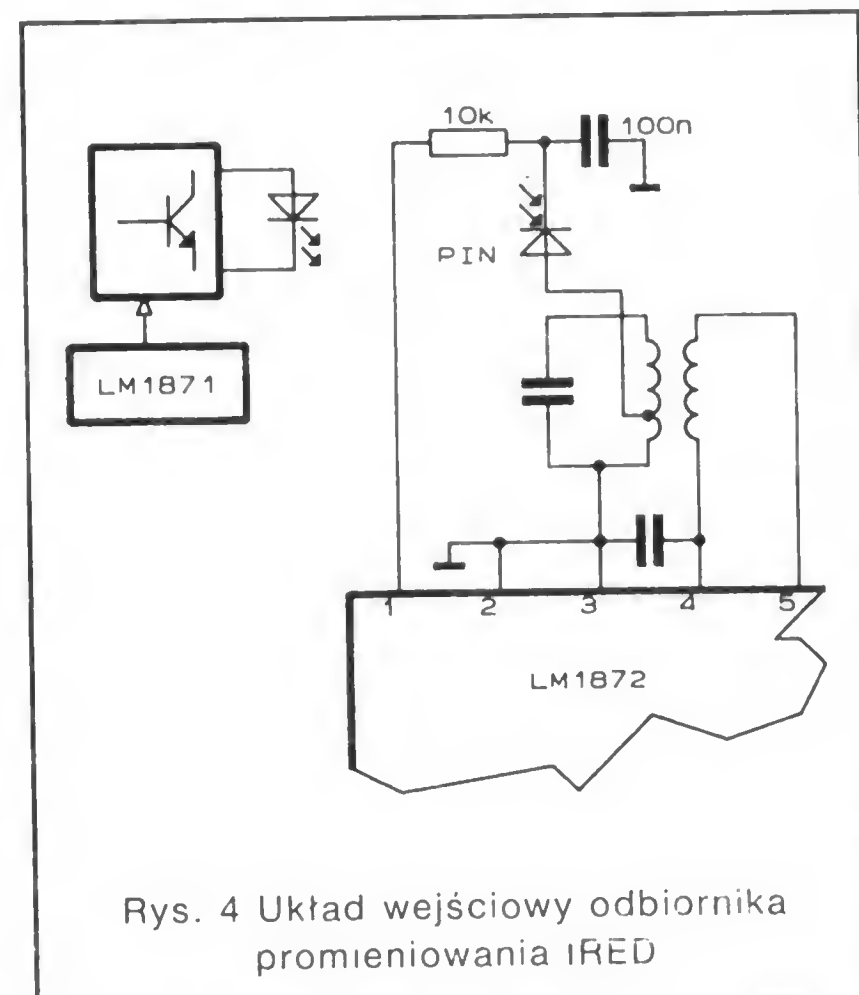 10k
100n
PIN
LM1871
1 2 3 4 5
LM1872
Rys. 4 Układ wejściowy odbiornika
promieniowania IRED